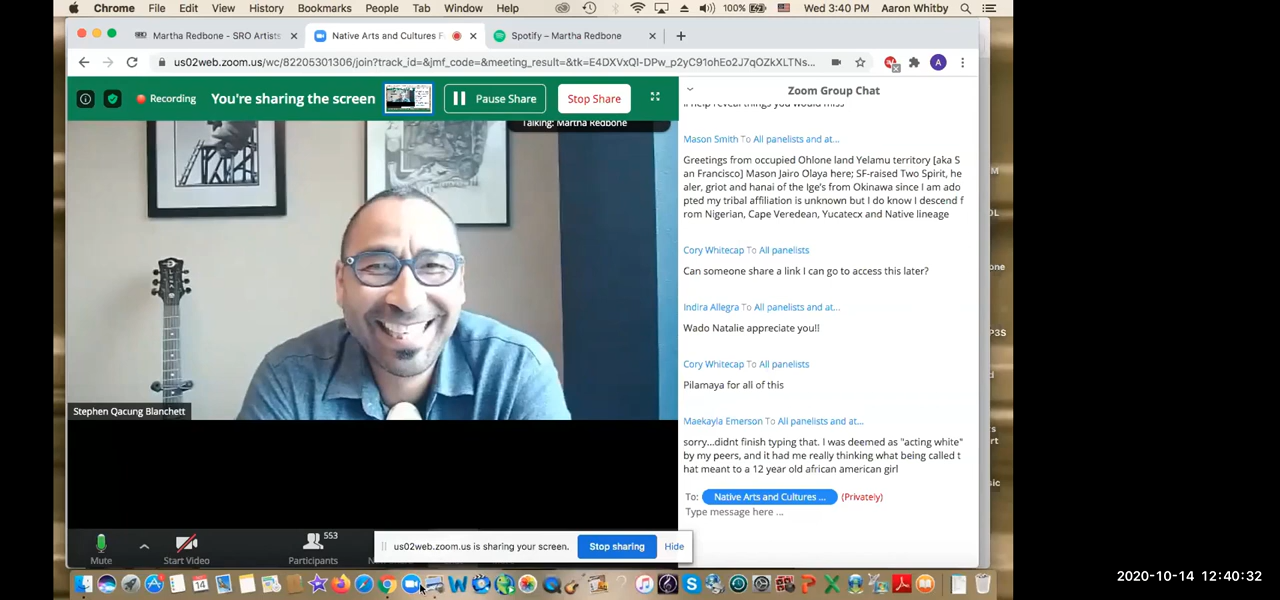 Chrome File Edit View History Bookmarks People Tab Window Help 100% Wed 3:40 PM Aaron Whitby
Martha Redbone - SRO Artists
Native Arts and Cultures F
Spotify – Martha Redbone
us02web.zoom.us/wc/82205301306/join?track_id=&jmf_code=&meeting_result=&tk=E4DXVxQI-DPw_p2yC91ohEo2J7qOZkXLTNs...
A
Recording You're sharing the screen Pause Share Stop Share
Talking: Martha Redbone
Stephen Qacung Blanchett
Zoom Group Chat
ll help reveal things you would miss
Mason Smith To All panelists and at...
Greetings from occupied Ohlone land Yelamu territory [aka S
an Francisco] Mason Jairo Olaya here; SF-raised Two Spirit, he
aler, griot and hanai of the Ige's from Okinawa since I am ado
pted my tribal affiliation is unknown but I do know I descend f
rom Nigerian, Cape Veredean, Yucatecx and Native lineage
Cory Whitecap To All panelists
Can someone share a link I can go to access this later?
Indira Allegra To All panelists and at...
Wado Natalie appreciate you!!
Cory Whitecap To All panelists
Pilamaya for all of this
Maekayla Emerson To All panelists and at...
sorry...didnt finish typing that. I was deemed as "acting white"
by my peers, and it had me really thinking what being called t
hat meant to a 12 year old african american girl
To: Native Arts and Cultures ... (Privately)
Type message here ...
Mute Start Video Participants 553
us02web.zoom.us is sharing your screen. Stop sharing Hide
2020-10-14 12:40:32